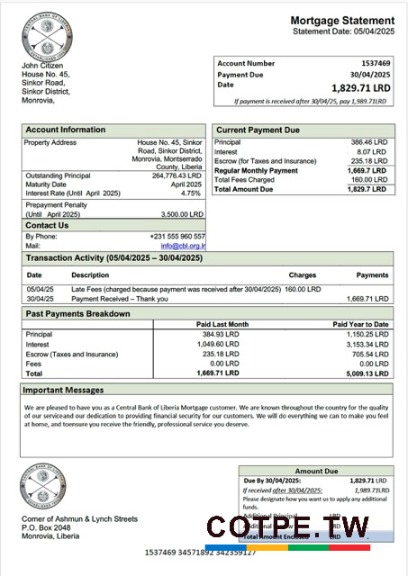 Mortgage Statement
Statement Date: 05/04/2025
John Citizen
House No. 45,
Sinkor Road,
Sinkor District,
Monrovia,
Account Number 1537469
Payment Due 30/04/2025
Date 1,829.71 LRD
If payment is received after 30/04/25, pay 1,989.71LRD
Account Information
Property Address House No. 45, Sinkor
Road, Sinkor District,
Monrovia, Montserrado
County, Liberia
Outstanding Principal 264,776.43 LRD
Maturity Date April 2025
Interest Rate (Until April 2025) 4.75%
Prepayment Penalty
(Until April 2025) 3,500.00 LRD
Contact Us
By Phone: +231 555 960 557
Mail: info@cbl.org.lr
Current Payment Due
Principal 386.46 LRD
Interest 8.07 LRD
Escrow (for Taxes and Insurance) 235.18 LRD
Regular Monthly Payment 1,669.7 LRD
Total Fees Charged 160.00 LRD
Total Amount Due 1,829.7 LRD
Transaction Activity (05/04/2025 – 30/04/2025)
Date Description Charges Payments
05/04/25 Late Fees (charged because payment was received after 30/04/2025) 160.00 LRD
30/04/25 Payment Received – Thank you 1,669.71 LRD
Past Payments Breakdown
Paid Last Month Paid Year to Date
Principal 384.93 LRD 1,150.25 LRD
Interest 1,049.60 LRD 3,153.34 LRD
Escrow (Taxes and Insurance) 235.18 LRD 705.54 LRD
Fees 0.00 LRD 0.00 LRD
Total 1,669.71 LRD 5,009.13 LRD
Important Messages
We are pleased to have you as a Central Bank of Liberia Mortgage customer. We are known throughout the country for the quality
of our service and our dedication to providing financial security for our customers. We will do everything we can to make you feel
at home, and toensure you receive the friendly, professional service you deserve.
Corner of Ashmun & Lynch Streets
P.O. Box 2048
Monrovia, Liberia
Amount Due
Due By 30/04/2025: 1,829.71 LRD
If received after 30/04/2025: 1,989.71LRD
Please designate how you want us to apply any additional
funds.
Total Amount Enclosed
COTPE.TW
1537469 34571892 342359127